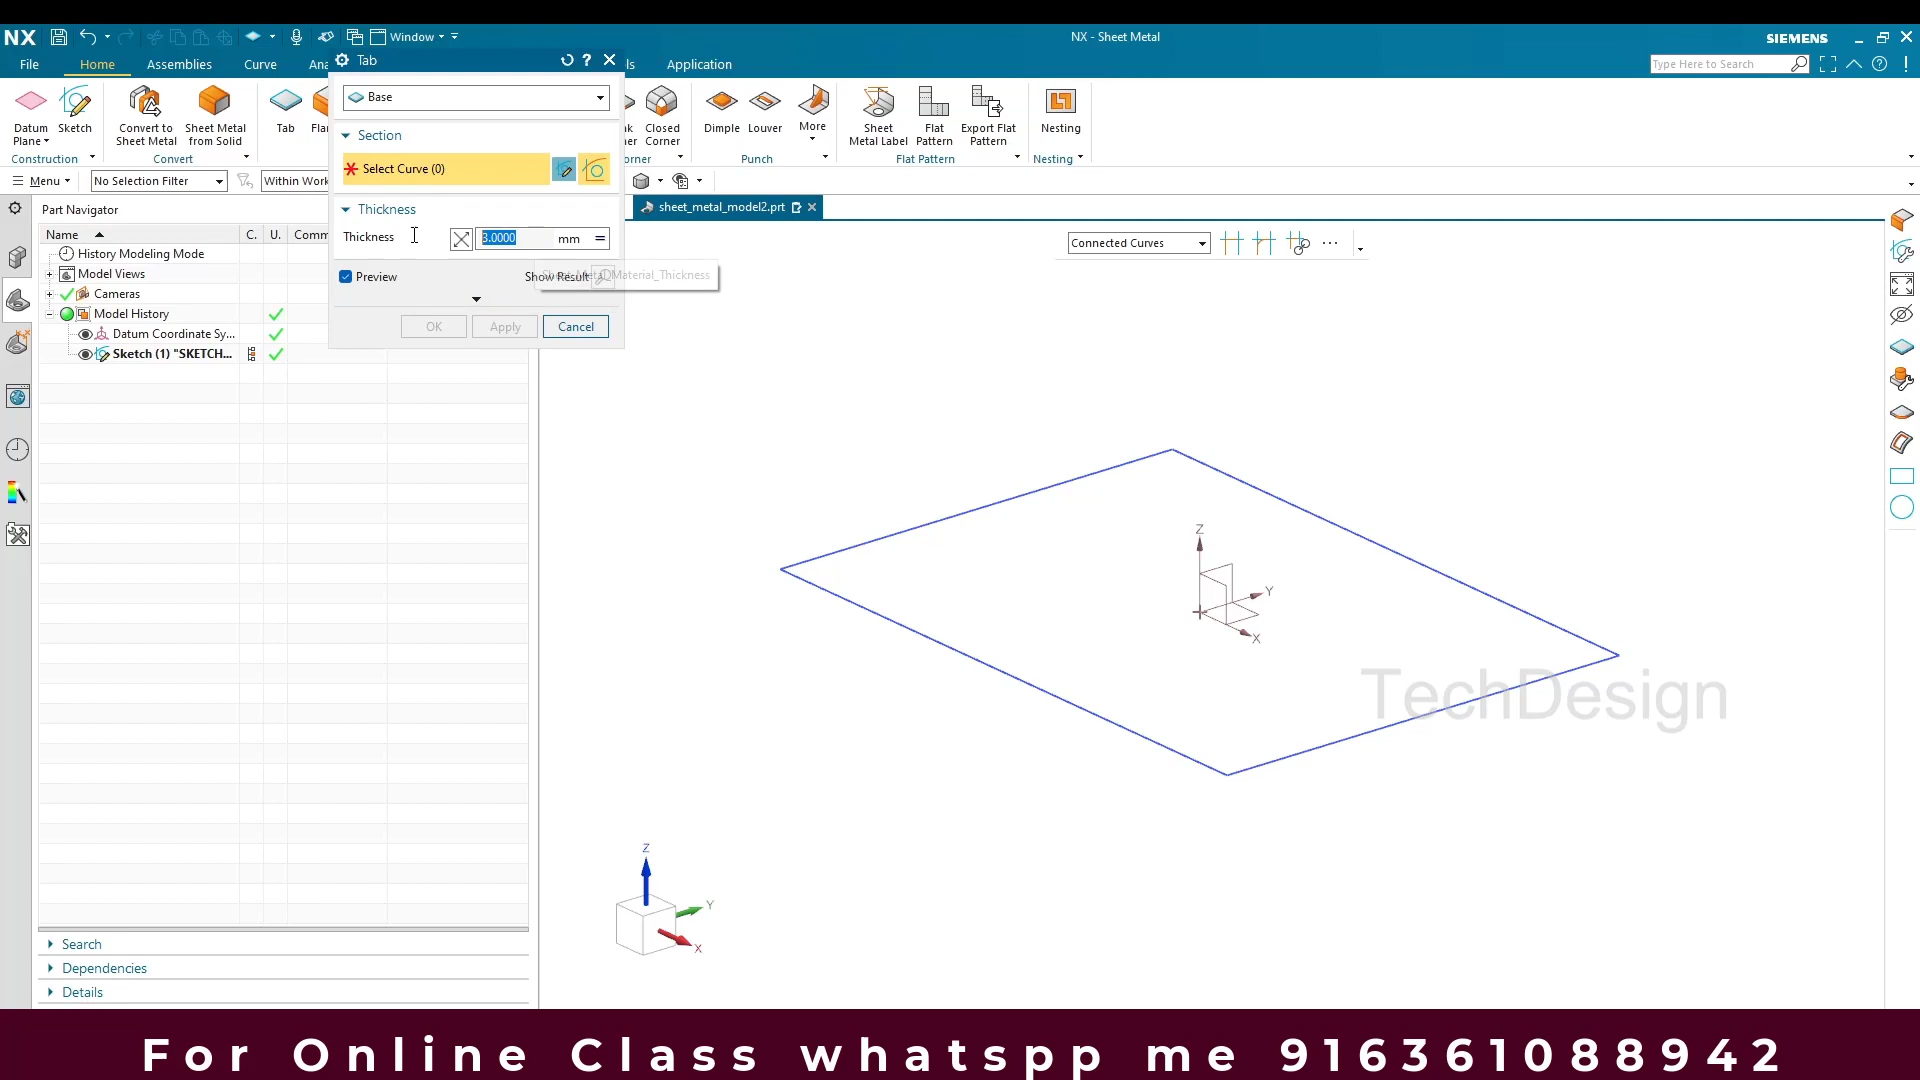 NX
Window
NX - Sheet Metal
SIEMENS
File
Home
Assemblies
Curve
Tab
Application
Type Here to Search
Base
Datum Plane
Sketch
Convert to Sheet Metal
Sheet Metal from Solid
Tab
Closed Corner
Dimple
Louver
More
Sheet Metal Label
Flat Pattern
Export Flat Pattern
Nesting
Construction
Convert
Punch
Flat Pattern
Nesting
Section
Select Curve (0)
Menu
No Selection Filter
Within Work
Part Navigator
Thickness
sheet_metal_model2.prt
Name
C.
U.
Comm
Thickness
3.0000
mm
Connected Curves
History Modeling Mode
Model Views
Cameras
Model History
Datum Coordinate Sy...
Sketch (1) "SKETCH...
Preview
Show Result
Material_Thickness
OK
Apply
Cancel
Z
Y
X
TechDesign
Z
Y
X
Search
Dependencies
Details
For Online Class whatspp me 916361088942